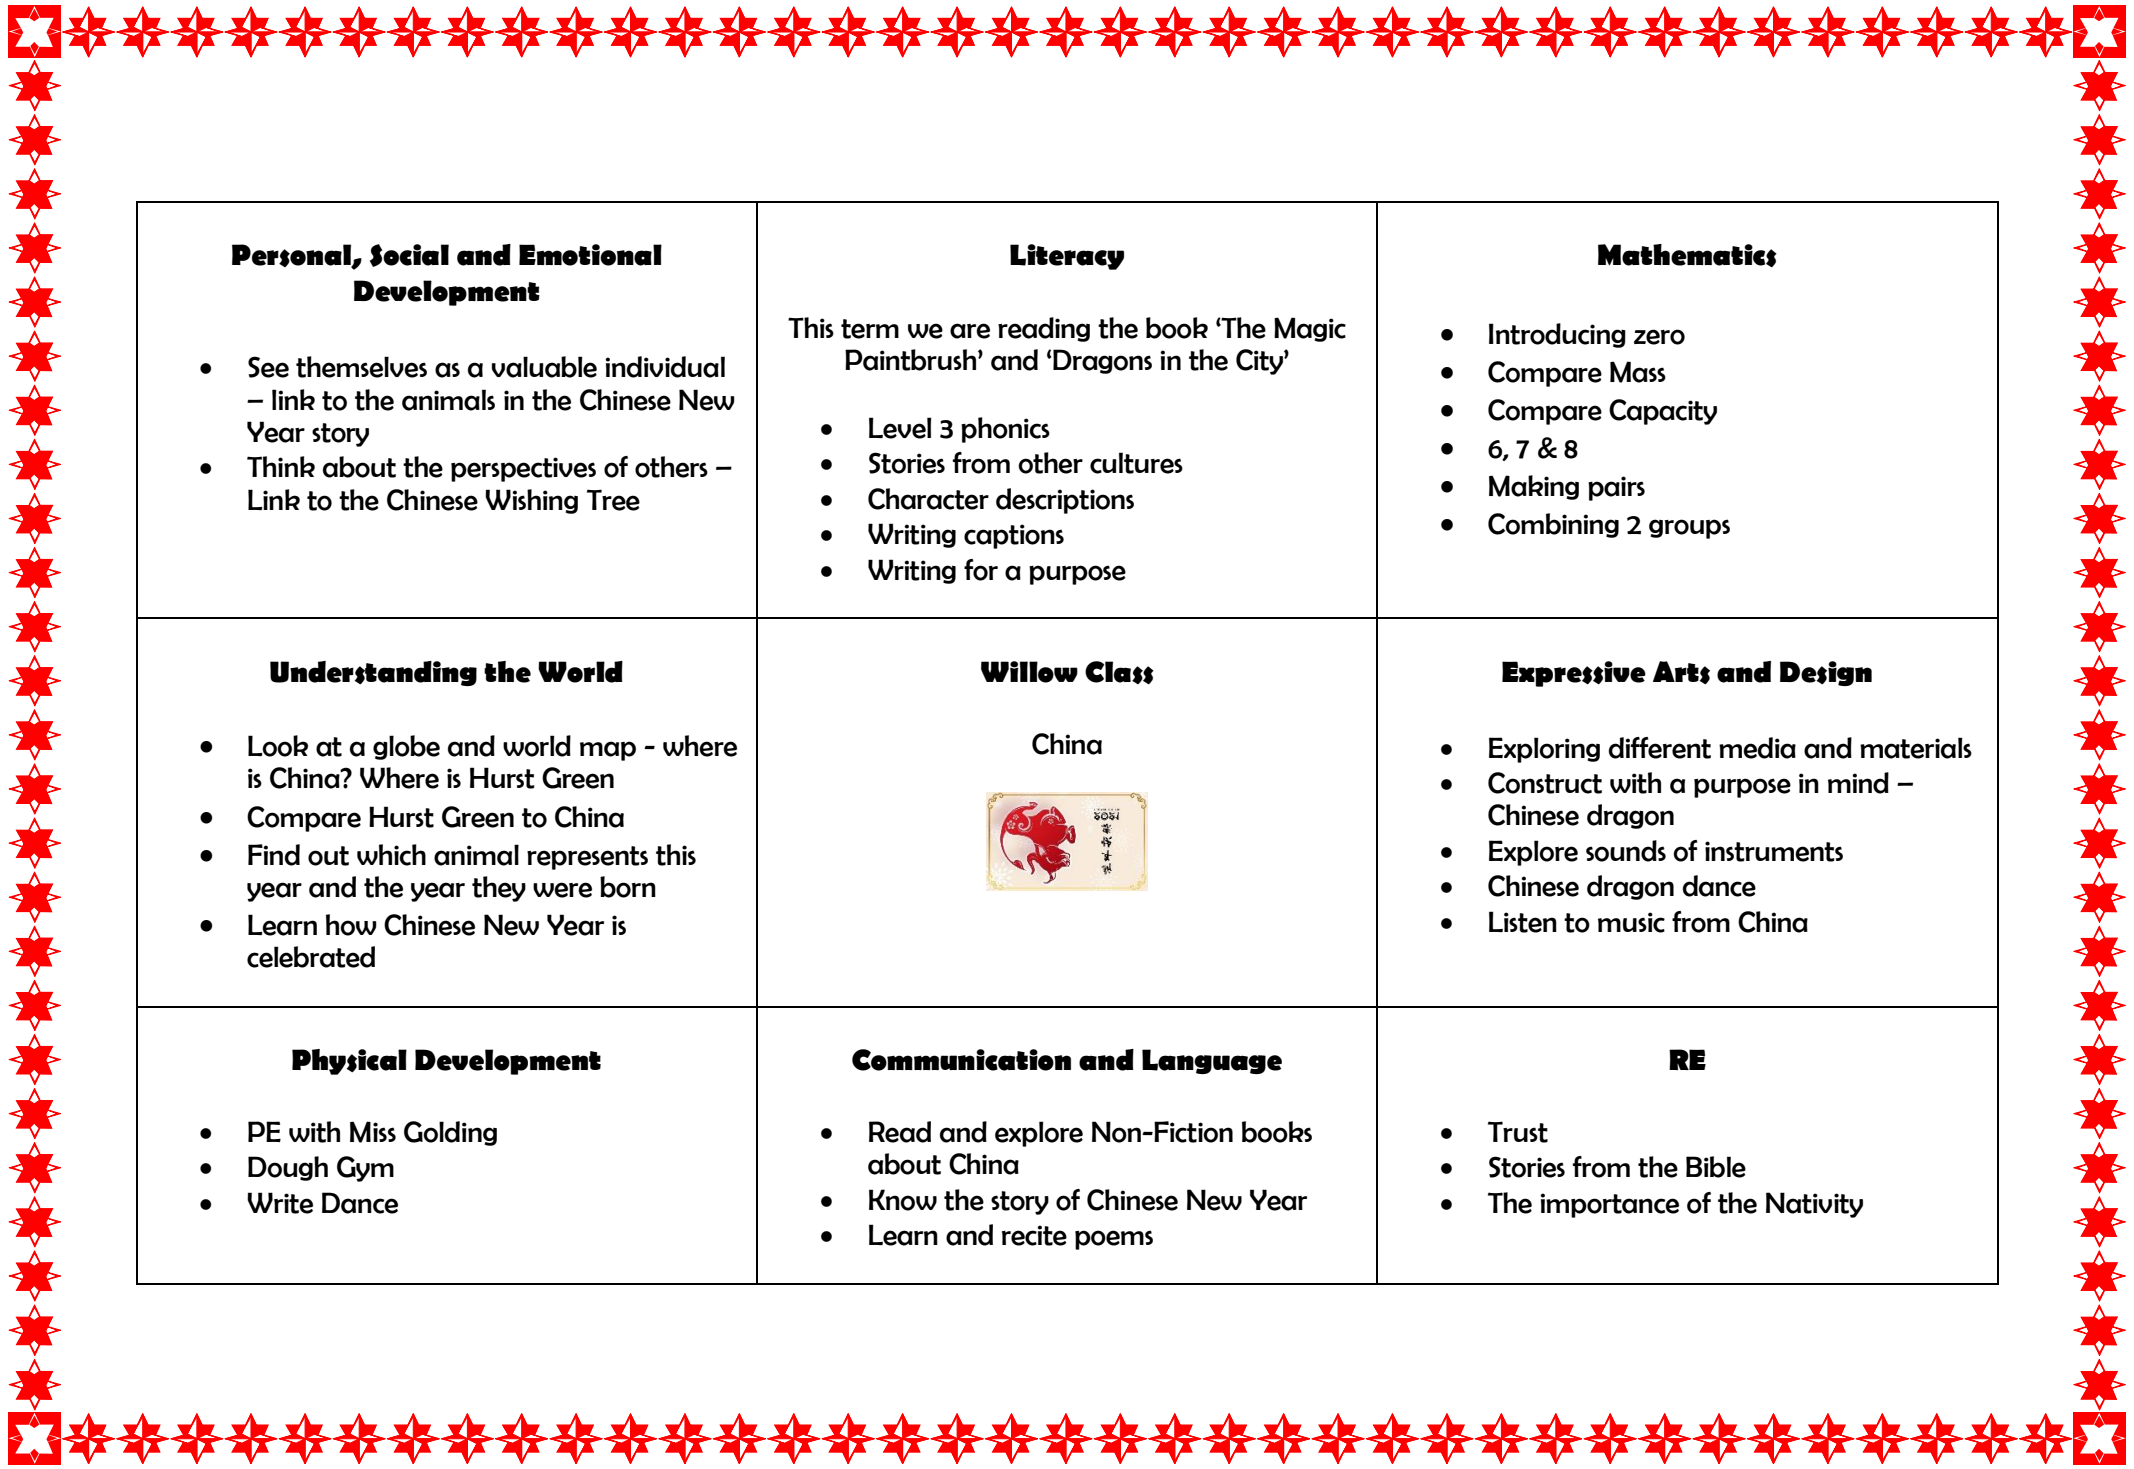 Personal, Social and Emotional
Development
• See themselves as a valuable individual
– link to the animals in the Chinese New
Year story
• Think about the perspectives of others –
Link to the Chinese Wishing Tree
Literacy
This term we are reading the book ‘The Magic
Paintbrush’ and ‘Dragons in the City’
• Level 3 phonics
• Stories from other cultures
• Character descriptions
• Writing captions
• Writing for a purpose
Mathematics
• Introducing zero
• Compare Mass
• Compare Capacity
• 6, 7 & 8
• Making pairs
• Combining 2 groups
Understanding the World
• Look at a globe and world map - where
is China? Where is Hurst Green
• Compare Hurst Green to China
• Find out which animal represents this
year and the year they were born
• Learn how Chinese New Year is
celebrated
Willow Class
China
2021
Expressive Arts and Design
• Exploring different media and materials
• Construct with a purpose in mind –
Chinese dragon
• Explore sounds of instruments
• Chinese dragon dance
• Listen to music from China
Physical Development
• PE with Miss Golding
• Dough Gym
• Write Dance
Communication and Language
• Read and explore Non-Fiction books
about China
• Know the story of Chinese New Year
• Learn and recite poems
RE
• Trust
• Stories from the Bible
• The importance of the Nativity